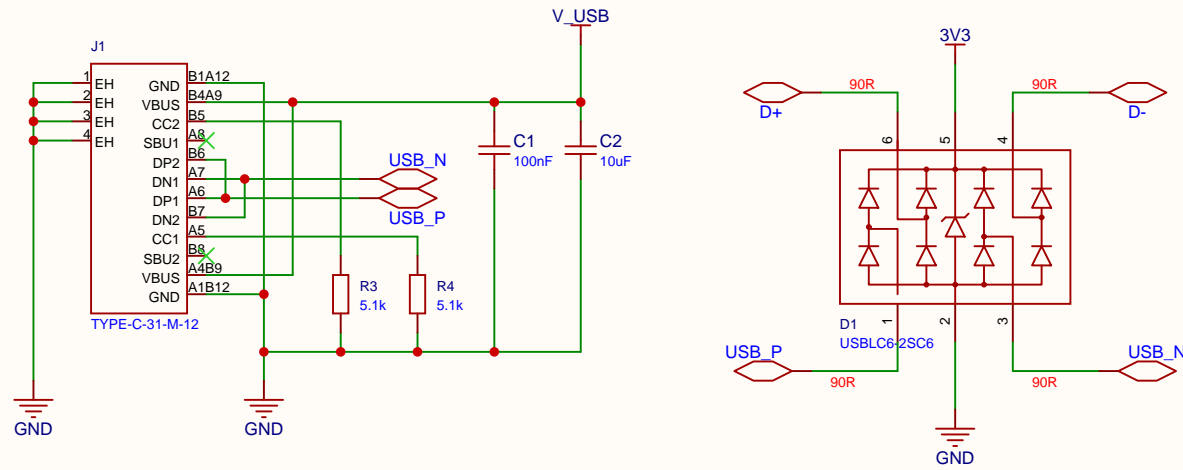 J1
V_USB
1
EH
GND
B1A12
2
EH
VBUS
B4A9
3
EH
CC2
B5
4
EH
SBU1
A8
DP2
B6
DN1
A7
DP1
A6
DN2
B7
CC1
A5
SBU2
B8
VBUS
A4B9
GND
A1B12
TYPE-C-31-M-12
USB_N
USB_P
C1
100nF
C2
10uF
R3
5.1k
R4
5.1k
GND
GND
3V3
90R
90R
D+
D-
6
5
4
D1
USBLC6-2SC6
1
2
3
USB_P
USB_N
90R
90R
GND